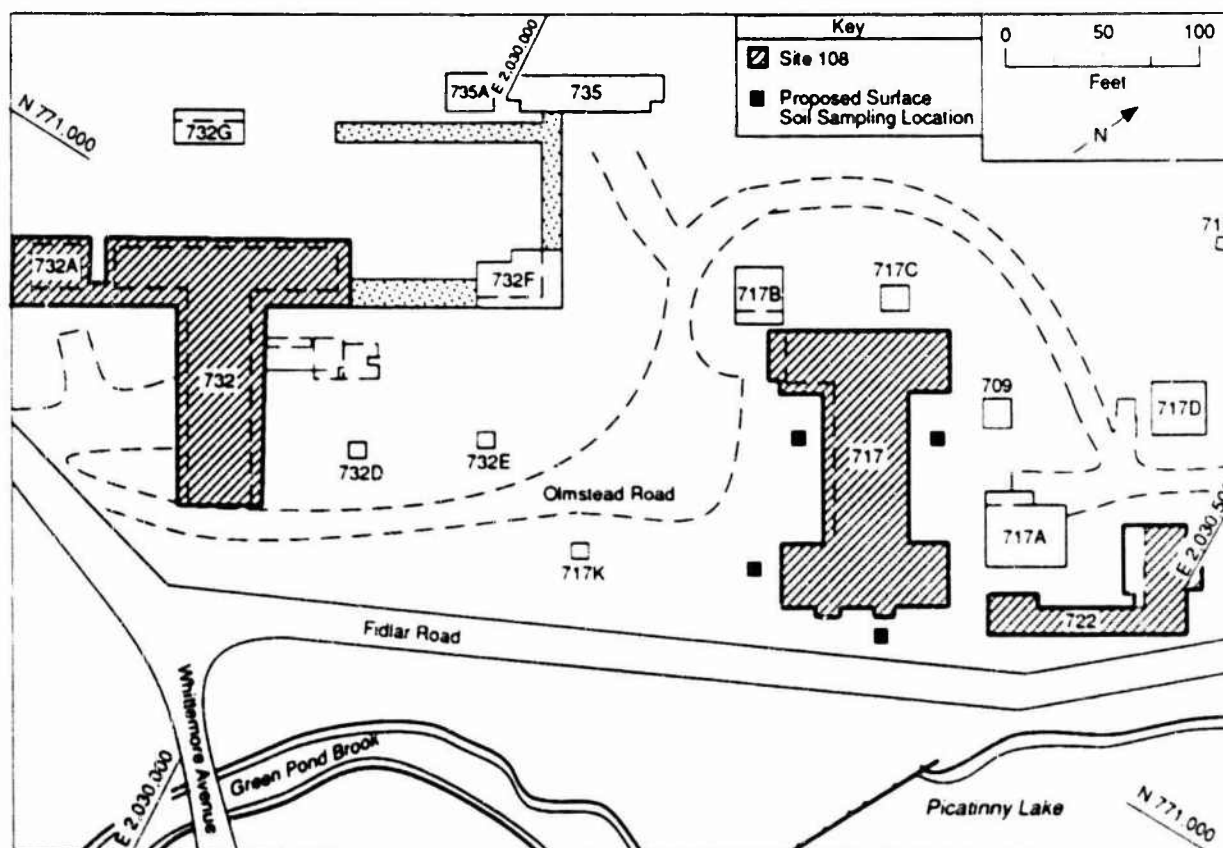 Key
Site 108
Proposed Surface
Soil Sampling Location
0 50 100
Feet
N
N 771.000
E 2,030.000
735A
735
732G
732A
732F
732
732D
732E
717B
717C
709
717D
717
717A
722
717K
Olmstead Road
Fidlar Road
Whittemore Avenue
Green Pond Brook
E 2,030.000
Picatinny Lake
N 771.000
E 2.030.50
71